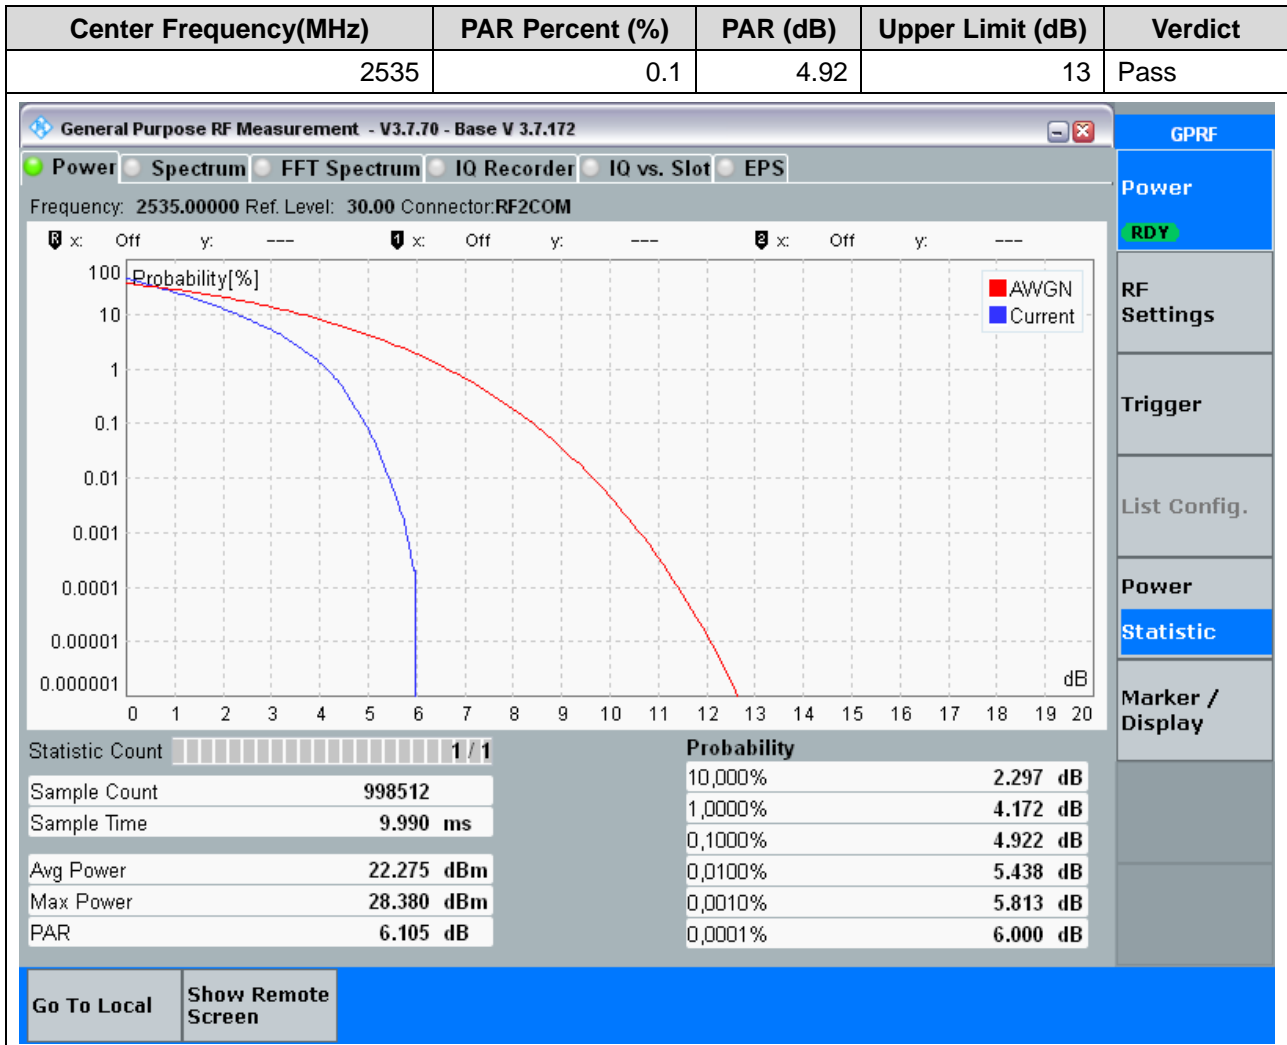 Center Frequency(MHz) PAR Percent (%) PAR (dB) Upper Limit (dB) Verdict
2535 0.1 4.92 13 Pass
General Purpose RF Measurement - V3.7.70 - Base V 3.7.172
GPRF
Power Spectrum FFT Spectrum IQ Recorder IQ vs. Slot EPS
Power
RDY
Frequency: 2535.00000 Ref. Level: 30.00 Connector:RF2COM
R x: Off y: --- 1 x: Off y: --- 2 x: Off y: ---
Probability[%]
100
10
1
0.1
0.01
0.001
0.0001
0.00001
0.000001
AWGN
Current
dB
0 1 2 3 4 5 6 7 8 9 10 11 12 13 14 15 16 17 18 19 20
RF
Settings
Trigger
List Config.
Power
Statistic
Marker /
Display
Statistic Count 1 / 1
Sample Count 998512
Sample Time 9.990 ms
Avg Power 22.275 dBm
Max Power 28.380 dBm
PAR 6.105 dB
Probability
10,000% 2.297 dB
1,0000% 4.172 dB
0,1000% 4.922 dB
0,0100% 5.438 dB
0,0010% 5.813 dB
0,0001% 6.000 dB
Go To Local
Show Remote
Screen